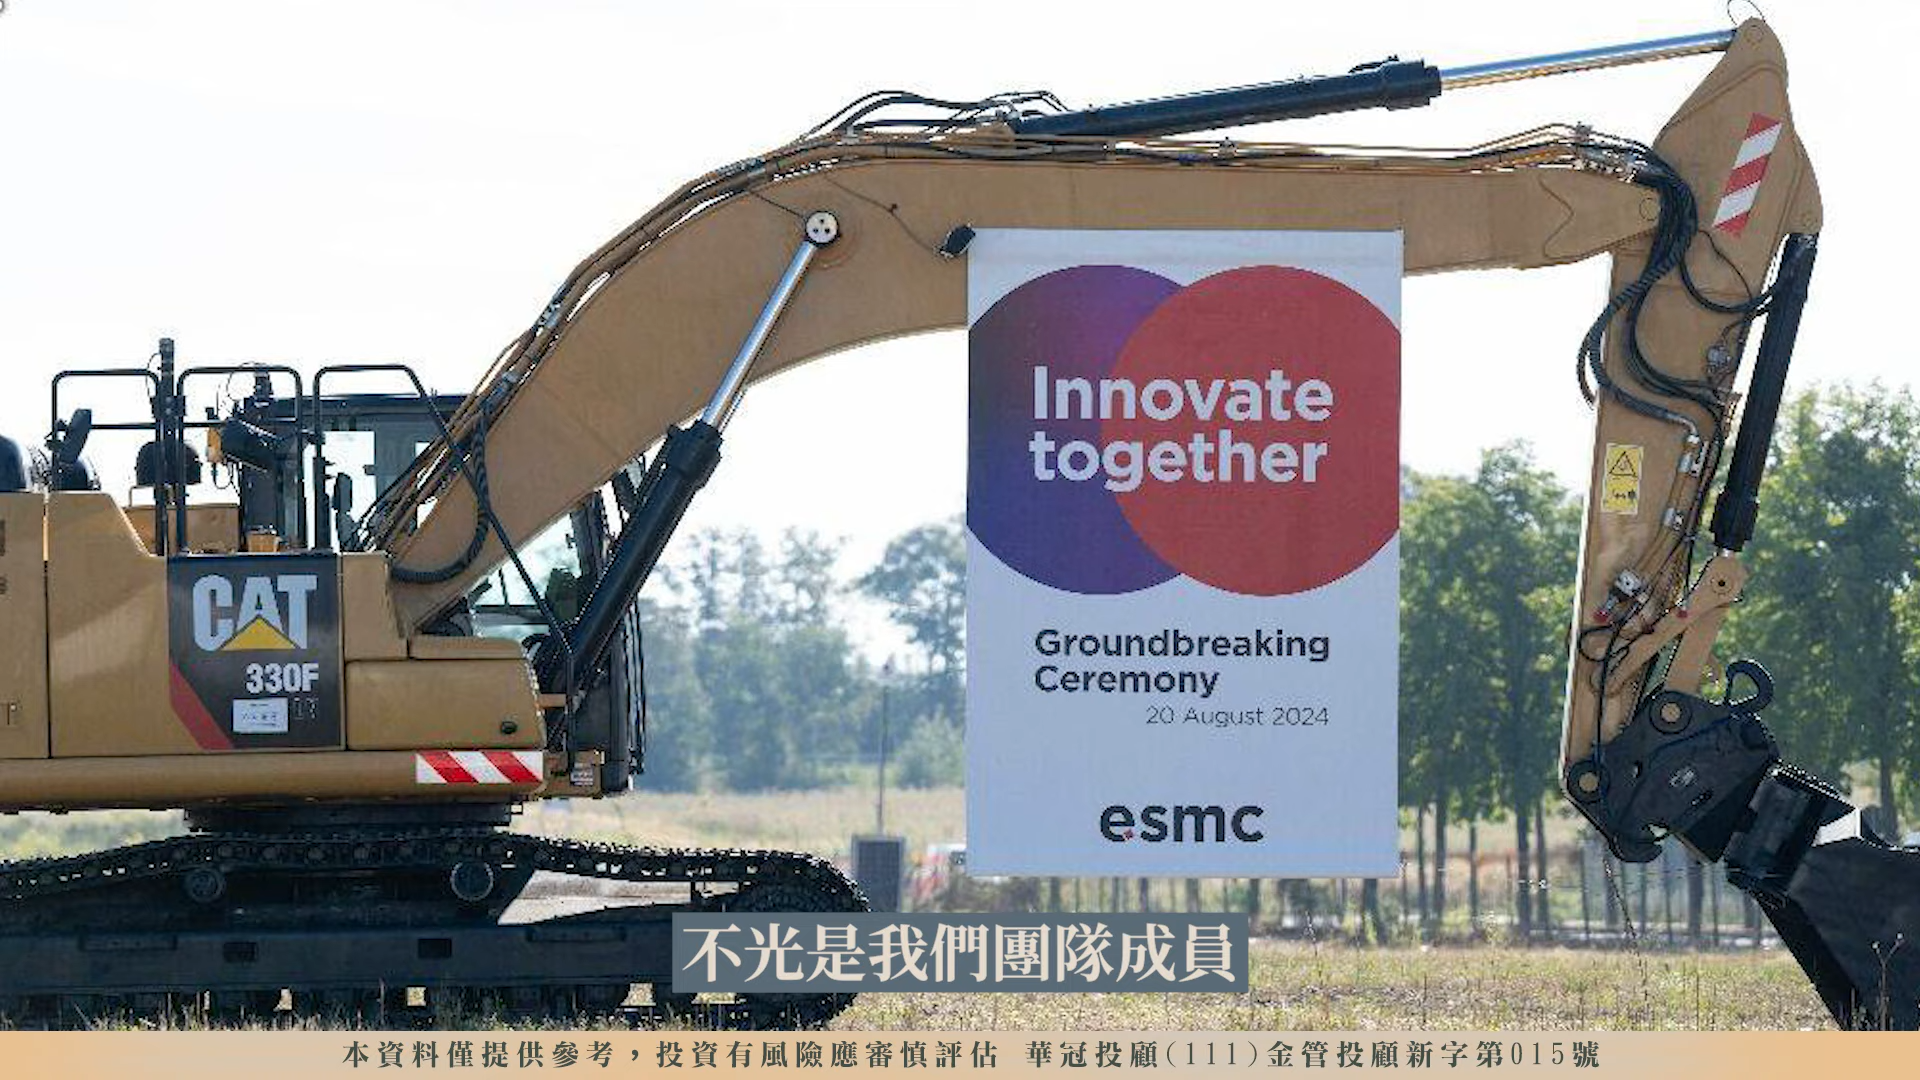 Innovate
together
Groundbreaking
Ceremony
20 August 2024
esmc
CAT
330F
不光是我們團隊成員
本資料僅提供參考，投資有風險應審慎評估 華冠投顧(111)金管投顧新字第015號